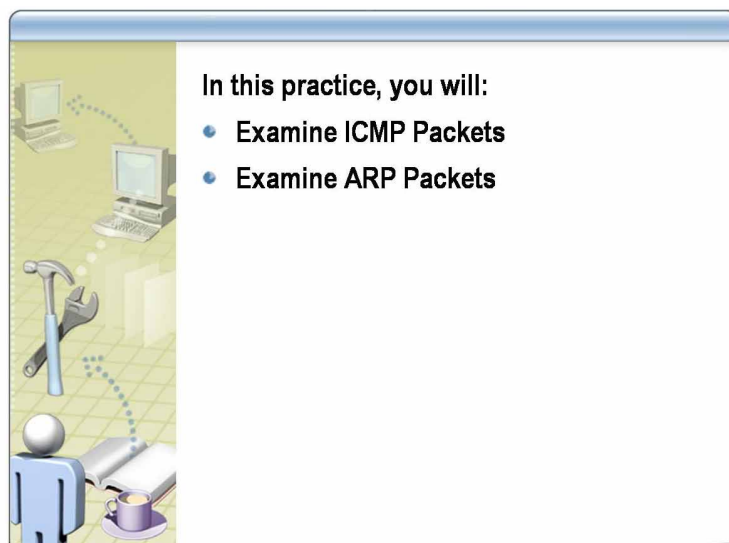 In this practice, you will:
Examine ICMP Packets
Examine ARP Packets